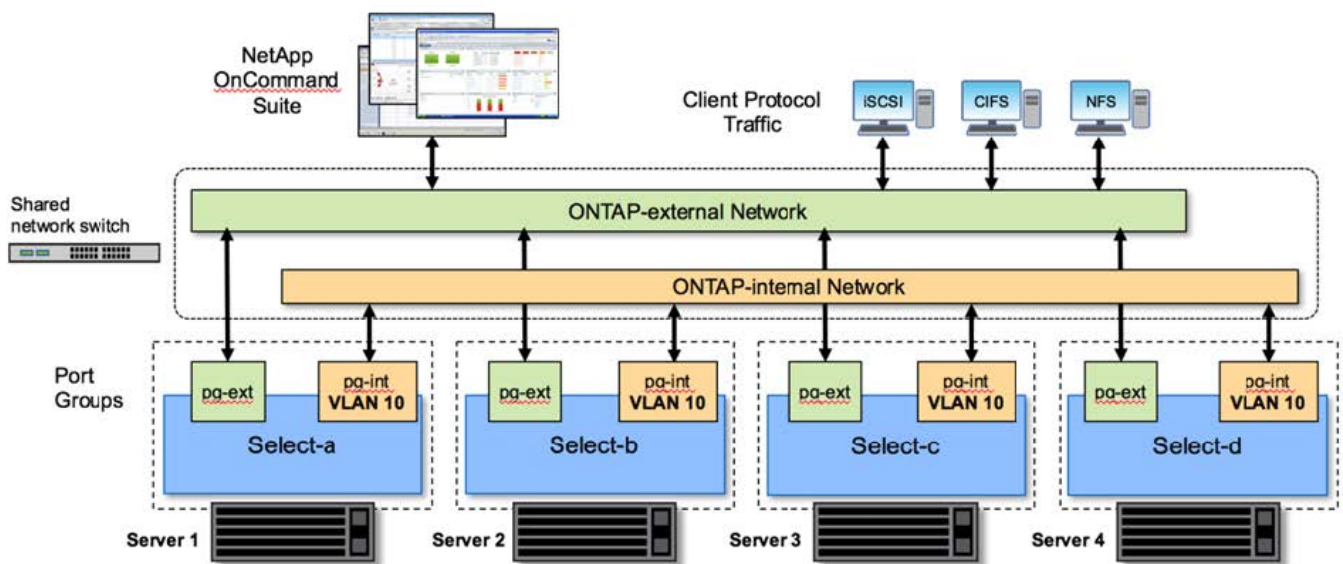 NetApp
OnCommand
Suite
Client Protocol
Traffic
iSCSI
CIFS
NFS
Shared
network switch
ONTAP-external Network
ONTAP-internal Network
Port
Groups
pg-ext
pg-int
VLAN 10
Select-a
pg-ext
pg-int
VLAN 10
Select-b
pg-ext
pg-int
VLAN 10
Select-c
pg-ext
pg-int
VLAN 10
Select-d
Server 1
Server 2
Server 3
Server 4